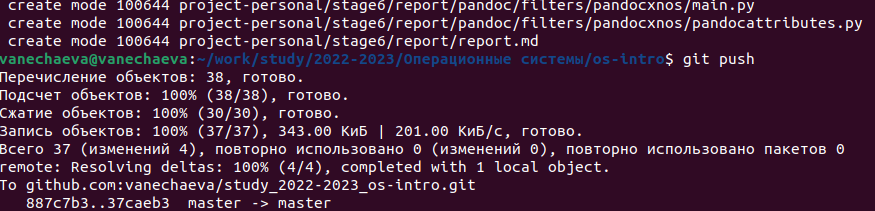 create mode 100644 project-personal/stage6/report/pandoc/filters/pandocxnos/main.py
create mode 100644 project-personal/stage6/report/pandoc/filters/pandocxnos/pandocattributes.py
create mode 100644 project-personal/stage6/report/report.md
vanechaeva@vanechaeva:~/work/study/2022-2023/Операционные системы/os-intro$ git push
Перечисление объектов: 38, готово.
Подсчет объектов: 100% (38/38), готово.
Сжатие объектов: 100% (30/30), готово.
Запись объектов: 100% (37/37), 343.00 КиБ | 201.00 КиБ/с, готово.
Всего 37 (изменений 4), повторно использовано 0 (изменений 0), повторно использовано пакетов 0
remote: Resolving deltas: 100% (4/4), completed with 1 local object.
To github.com:vanechaeva/study_2022-2023_os-intro.git
887c7b3..37caeb3  master -> master